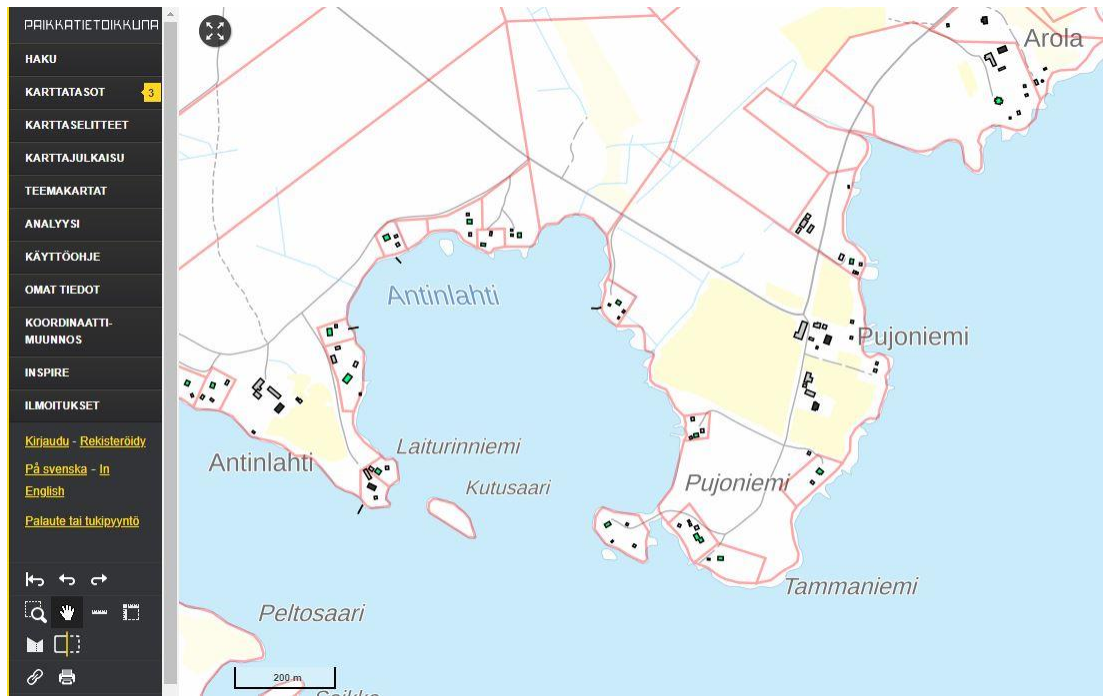 PAIKKATIETOIKKUNA
HAKU
KARTTATASOT 3
KARTTASELITTEET
KARTTAJULKAISU
TEEMAKARTAT
ANALYYSI
KÄYTTÖOHJE
OMAT TIEDOT
KOORDINAATTI-
MUUNNOS
INSPIRE
ILMOITUKSET
Kirjaudu - Rekisteröidy
På svenska - In
English
Palaute tai tukipyyntö
Arola
Antinlahti
Pujoniemi
Laiturinniemi
Antinlahti
Kutusaari
Pujoniemi
Tammaniemi
Peltosaari
200 m